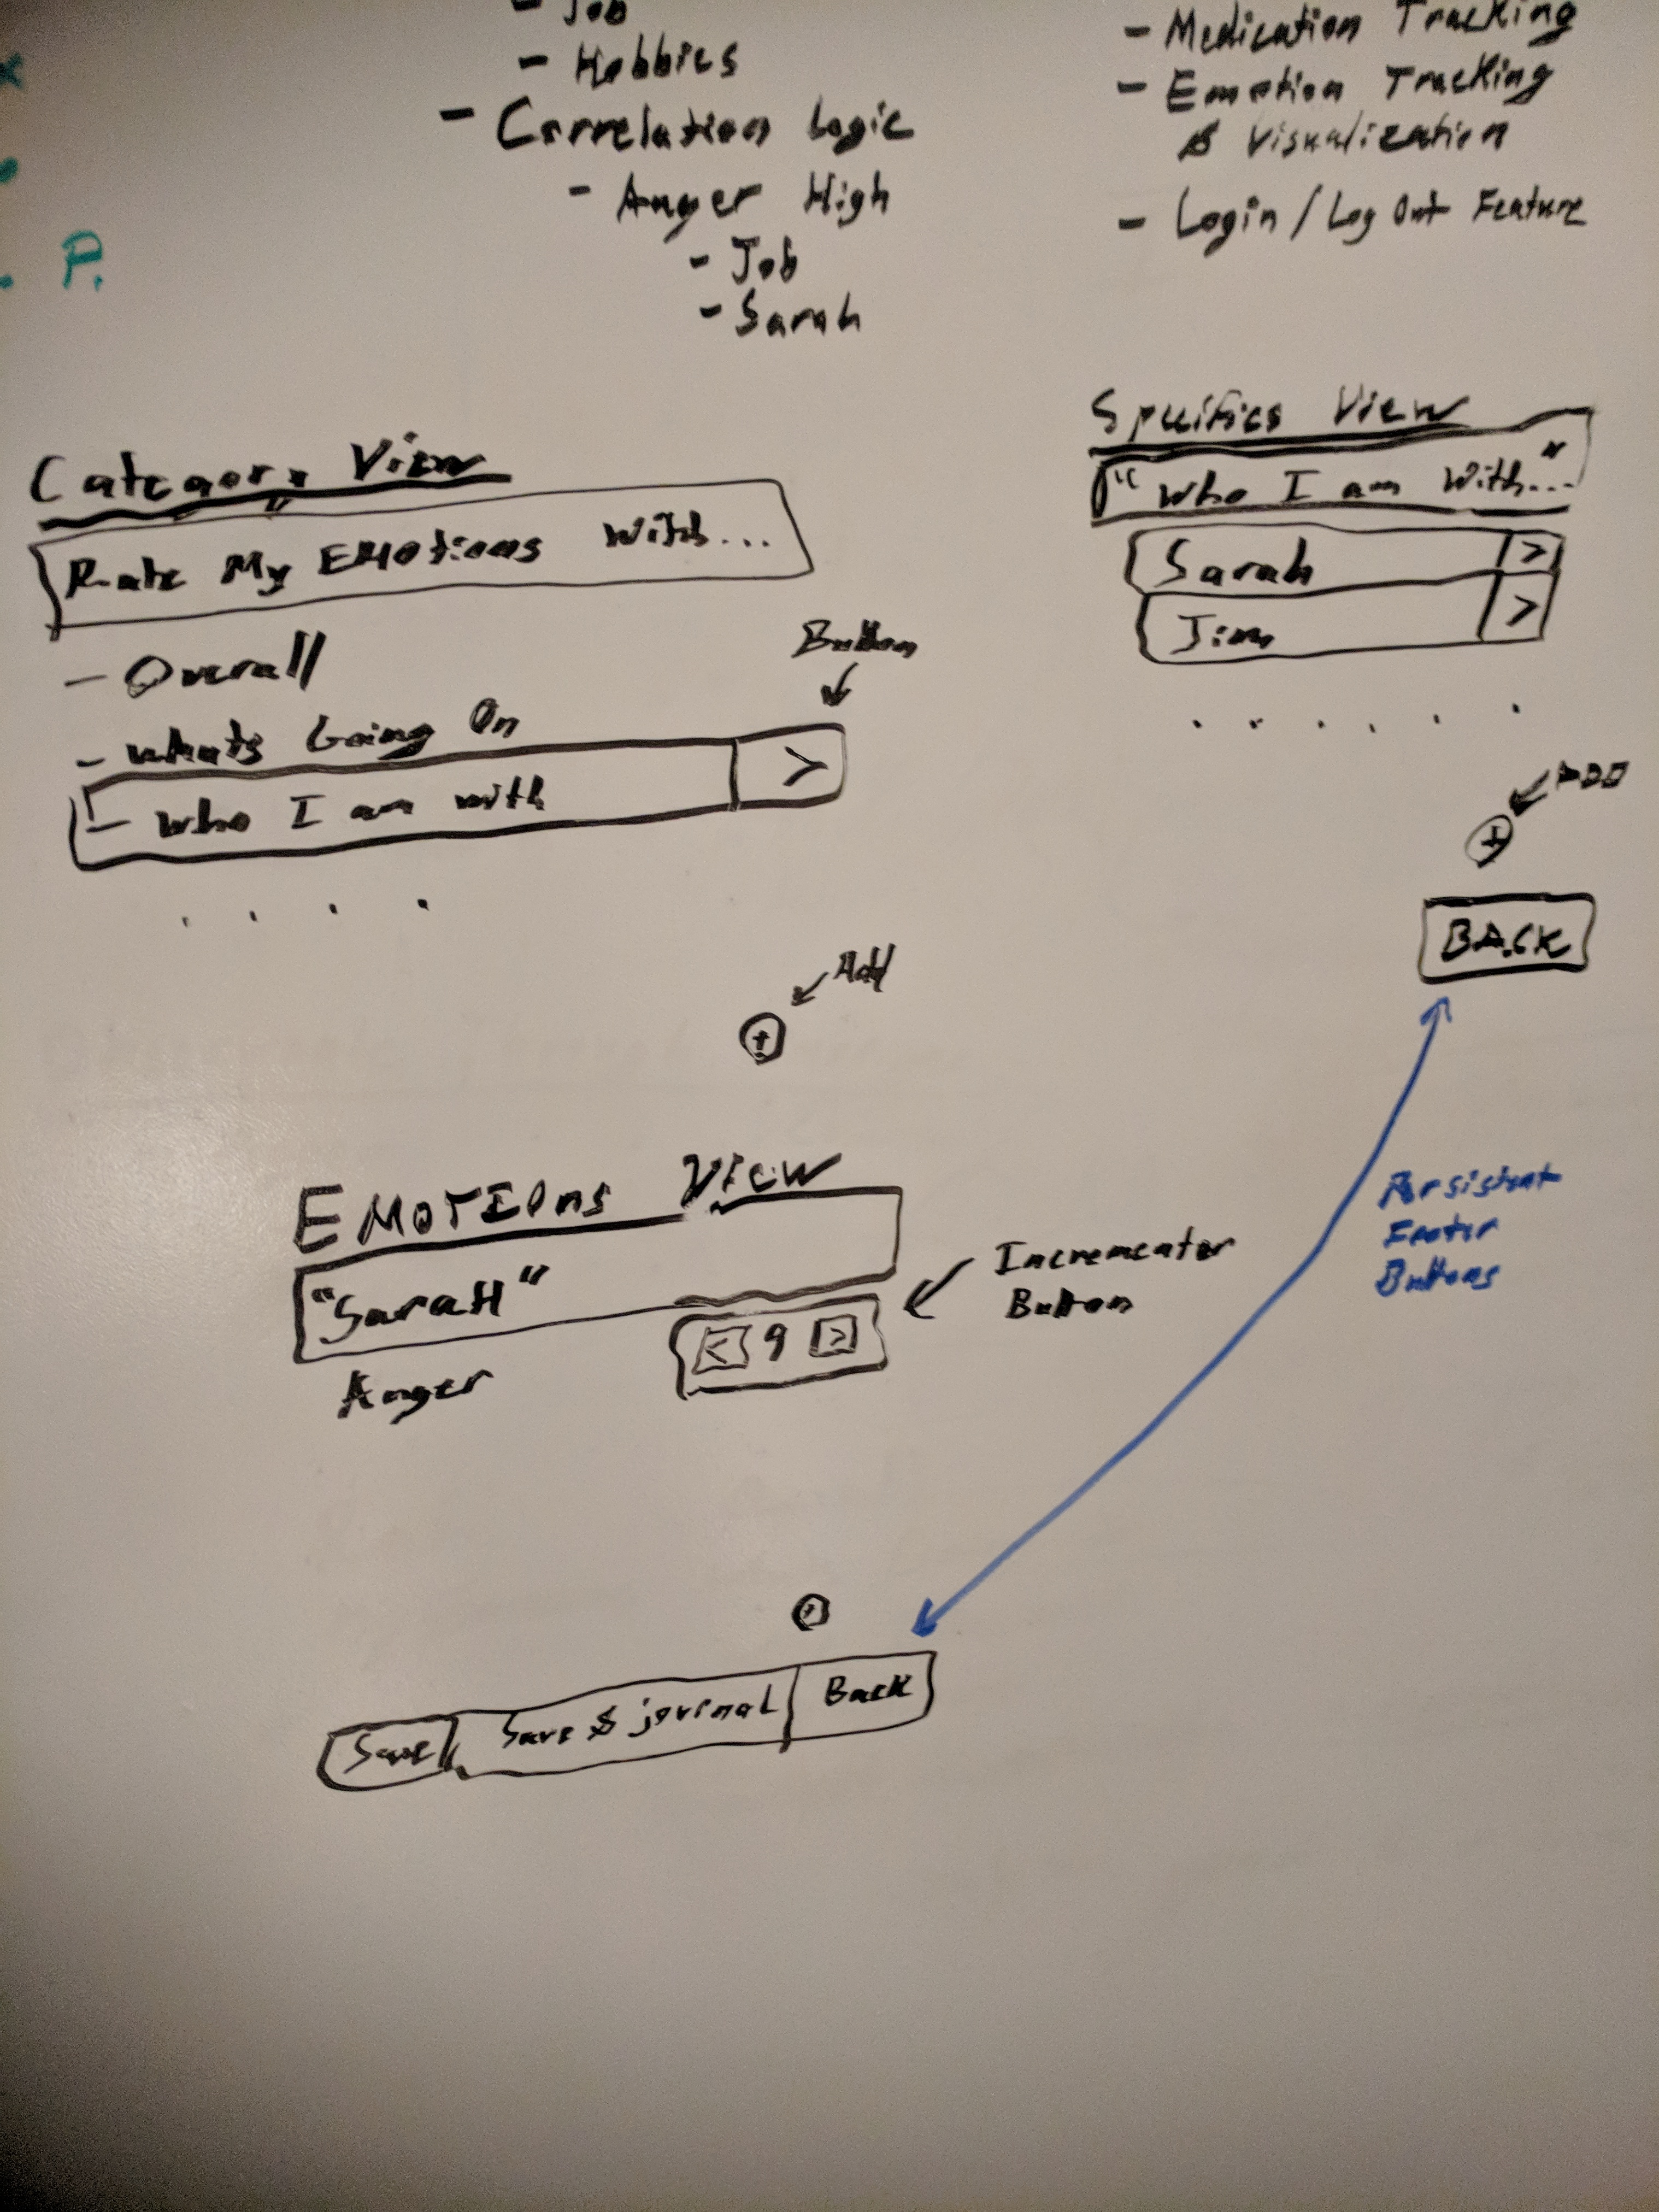 - Job
- Hobbies
- Correlation Logic
- Anger High
- Job
- Sarah
- Medication Tracking
- Emotion Tracking
& Visualization
- Login / Log Out Feature
P.
Category View
Rate My EMotions With...
- Overall
- Whats Going On
- Who I am with
>
Button
Add
+
Specifics View
"Who I am With..."
Sarah >
Jim >
ADD
+
BACK
Persistent
Footer
Buttons
EMOTIOns VIEW
"SaraH"
Anger
< 9 >
Incrementer
Button
+
Save
Save & journal
Back